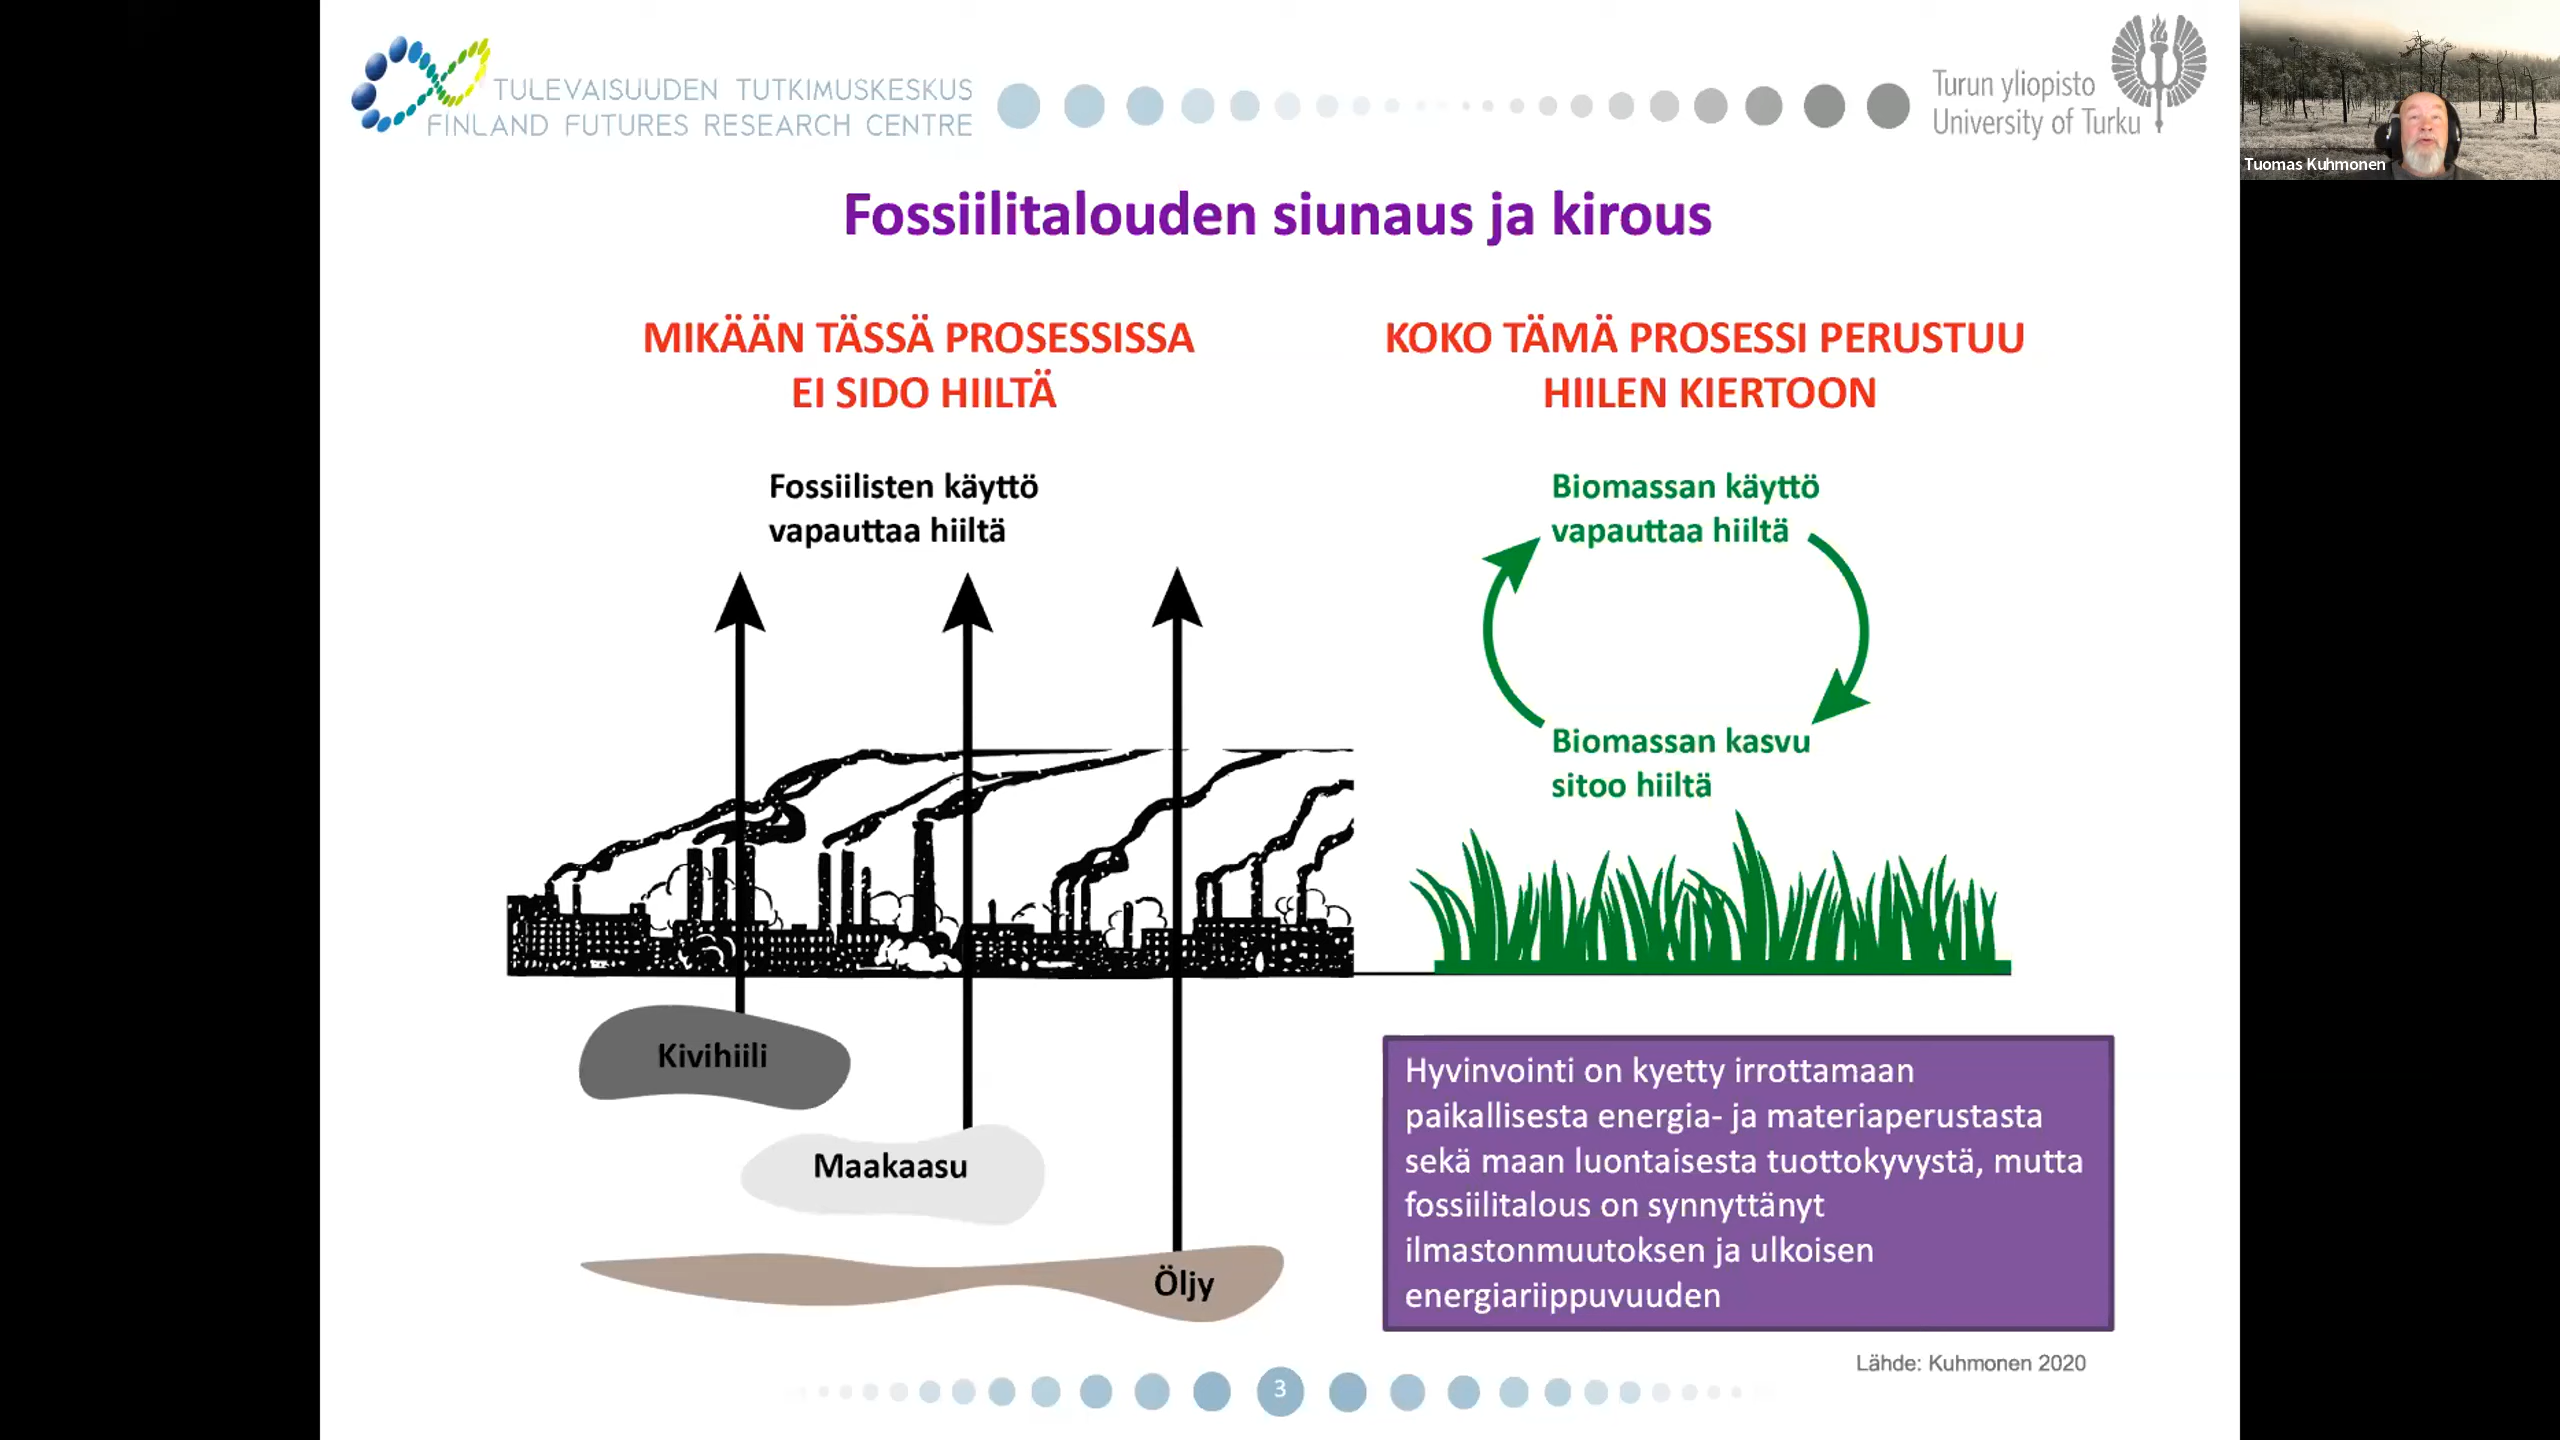 TULEVAISUUDEN TUTKIMUSKESKUS
FINLAND FUTURES RESEARCH CENTRE
Turun yliopisto
University of Turku
Tuomas Kuhmonen
Fossiilitalouden siunaus ja kirous
MIKÄÄN TÄSSÄ PROSESSISSA
EI SIDO HIILTÄ
KOKO TÄMÄ PROSESSI PERUSTUU
HIILEN KIERTOON
Fossiilisten käyttö
vapauttaa hiiltä
Biomassan käyttö
vapauttaa hiiltä
Biomassan kasvu
sitoo hiiltä
Kivihiili
Maakaasu
Öljy
Hyvinvointi on kyetty irrottamaan
paikallisesta energia- ja materiaperustasta
sekä maan luontaisesta tuottokyvystä, mutta
fossiilitalous on synnyttänyt
ilmastonmuutoksen ja ulkoisen
energiariippuvuuden
Lähde: Kuhmonen 2020
3